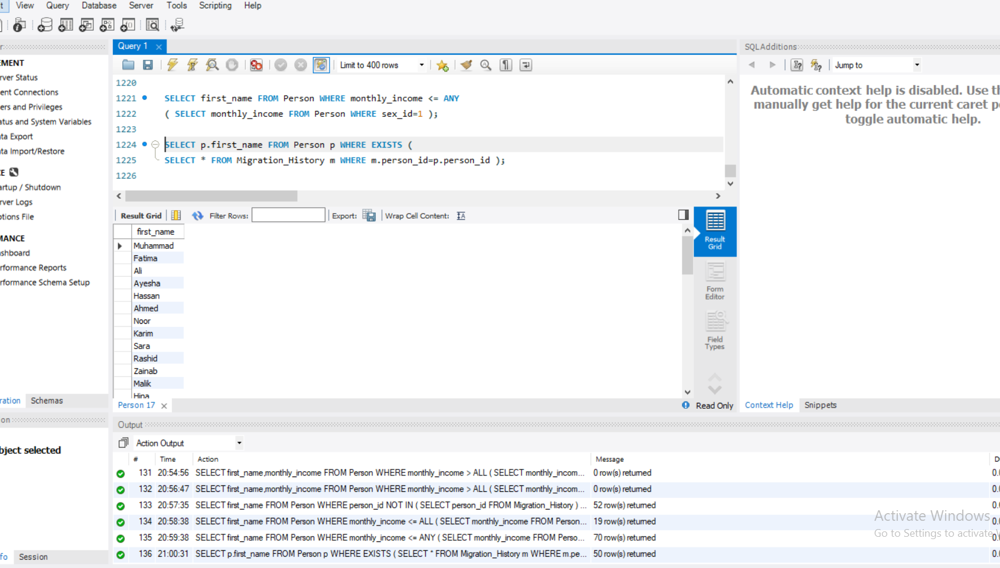 t View Query Database Server Tools Scripting Help
r
EMENT
rver Status
ent Connections
ers and Privileges
atus and System Variables
ata Export
ata Import/Restore
CE
artup / Shutdown
rver Logs
ptions File
MANCE
ashboard
rformance Reports
rformance Schema Setup
ration Schemas
on
bject selected
fo Session
Query 1
Limit to 400 rows
1220
1221 SELECT first_name FROM Person WHERE monthly_income <= ANY
1222 ( SELECT monthly_income FROM Person WHERE sex_id=1 );
1223
1224 SELECT p.first_name FROM Person p WHERE EXISTS (
1225 SELECT * FROM Migration_History m WHERE m.person_id=p.person_id );
1226
Result Grid Filter Rows: Export: Wrap Cell Content:
first_name
Muhammad
Fatima
Ali
Ayesha
Hassan
Ahmed
Noor
Karim
Sara
Rashid
Zainab
Malik
Hina
Result
Grid
Form
Editor
Field
Types
Person 17 Read Only
SQLAdditions
Jump to
Automatic context help is disabled. Use th
manually get help for the current caret p
toggle automatic help.
Context Help Snippets
Output
Action Output
# Time Action Message D
131 20:54:56 SELECT first_name,monthly_income FROM Person WHERE monthly_income > ALL ( SELECT monthly_incom... 0 row(s) returned 0.
132 20:56:47 SELECT first_name,monthly_income FROM Person WHERE monthly_income > ALL ( SELECT monthly_incom... 0 row(s) returned 0.
133 20:57:35 SELECT first_name FROM Person WHERE person_id NOT IN ( SELECT person_id FROM Migration_History ) ... 52 row(s) returned 0.
134 20:58:38 SELECT first_name FROM Person WHERE monthly_income <= ALL ( SELECT monthly_income FROM Person... 19 row(s) returned 0.
135 20:59:38 SELECT first_name FROM Person WHERE monthly_income <= ANY ( SELECT monthly_income FROM Perso... 70 row(s) returned 0.
136 21:00:31 SELECT p.first_name FROM Person p WHERE EXISTS ( SELECT * FROM Migration_History m WHERE m.pe... 50 row(s) returned 0.
Activate Windows
Go to Settings to activate